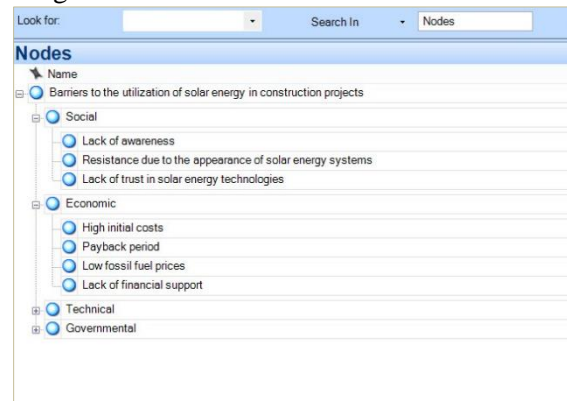 Look for: Search In Nodes
Nodes
Name
Barriers to the utilization of solar energy in construction projects
Social
Lack of awareness
Resistance due to the appearance of solar energy systems
Lack of trust in solar energy technologies
Economic
High initial costs
Payback period
Low fossil fuel prices
Lack of financial support
Technical
Governmental